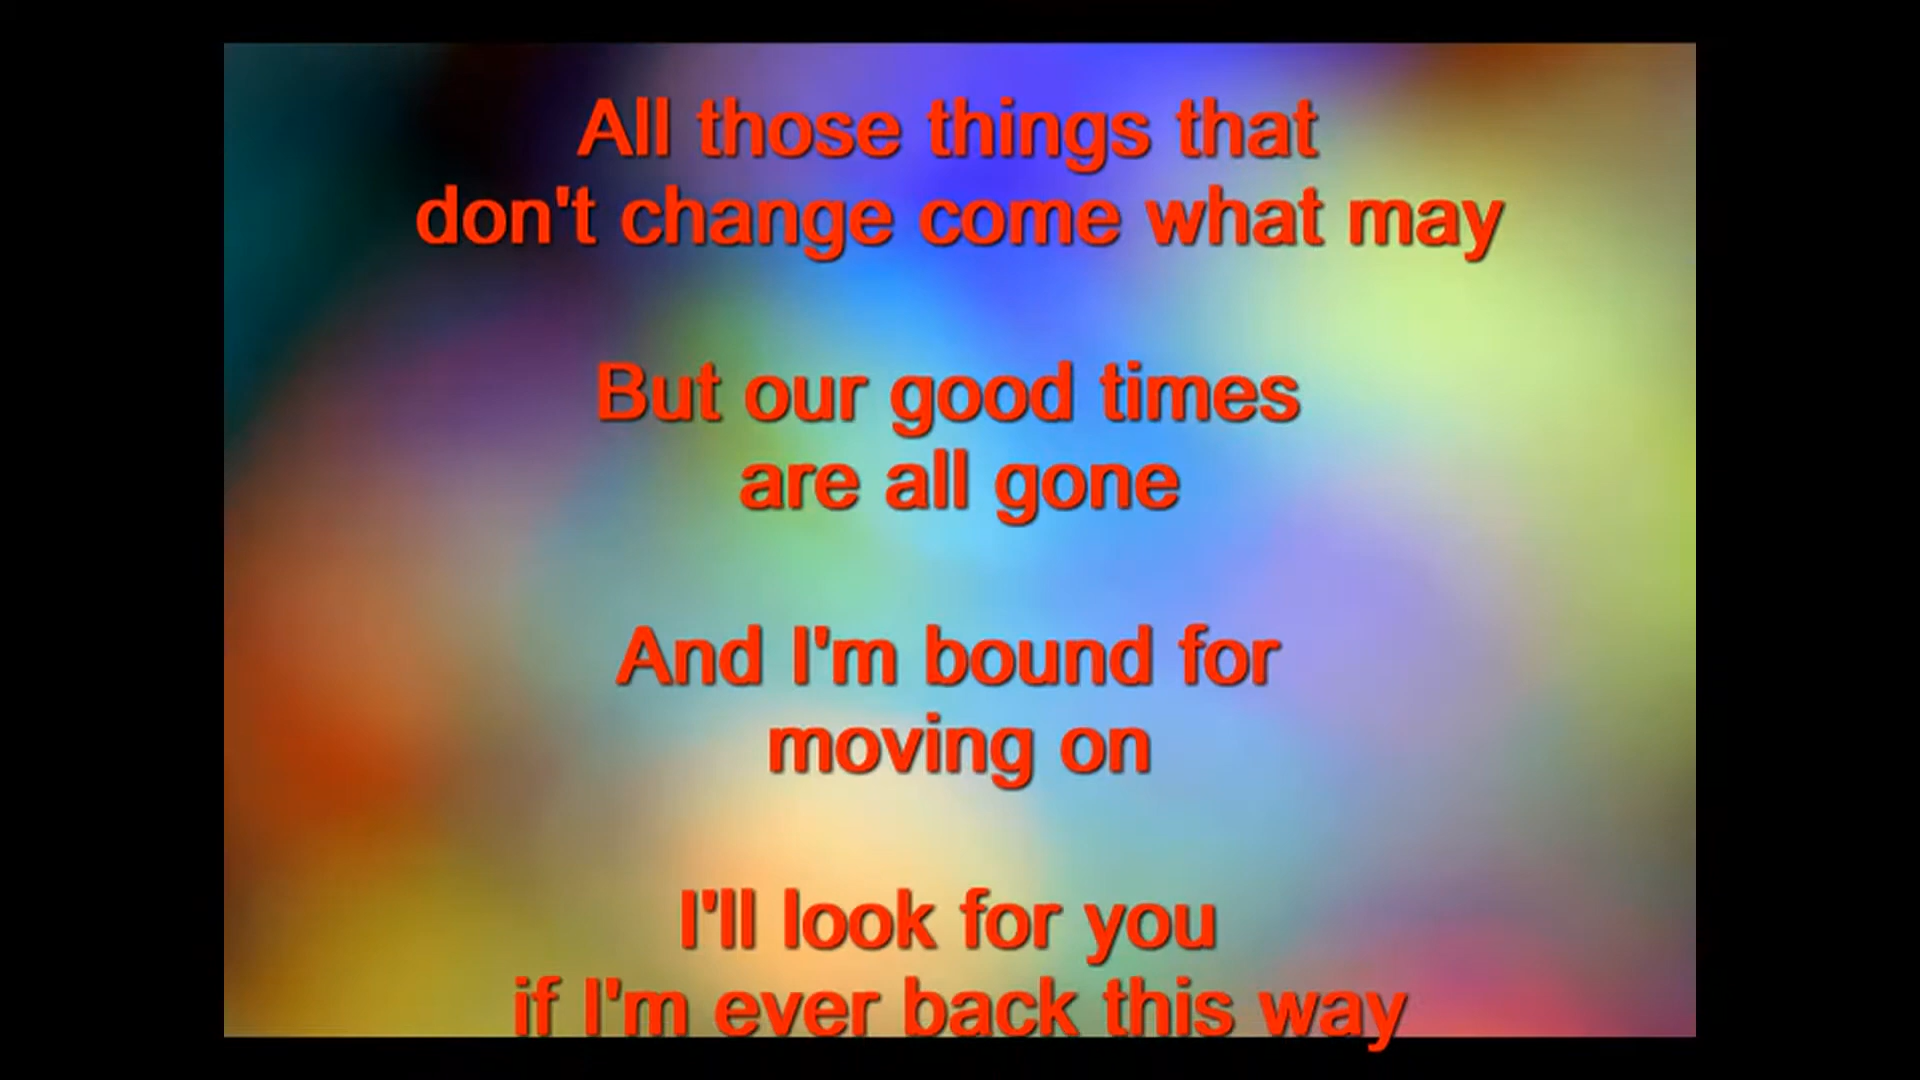 All those things that
don't change come what may
But our good times
are all gone
And I'm bound for
moving on
I'll look for you
if I'm ever back this way